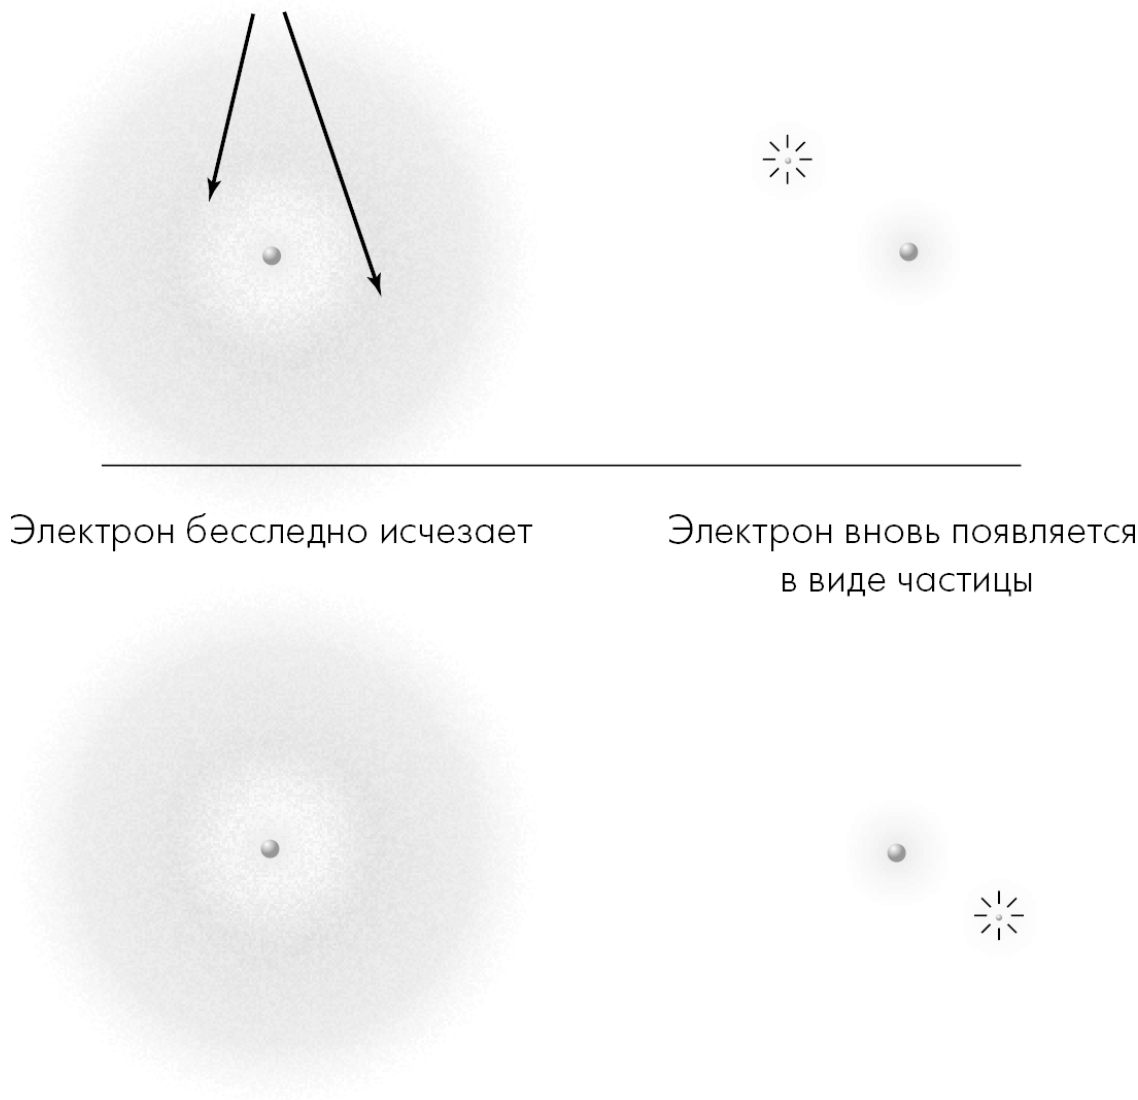 Электрон бесследно исчезает
Электрон вновь появляется
в виде частицы